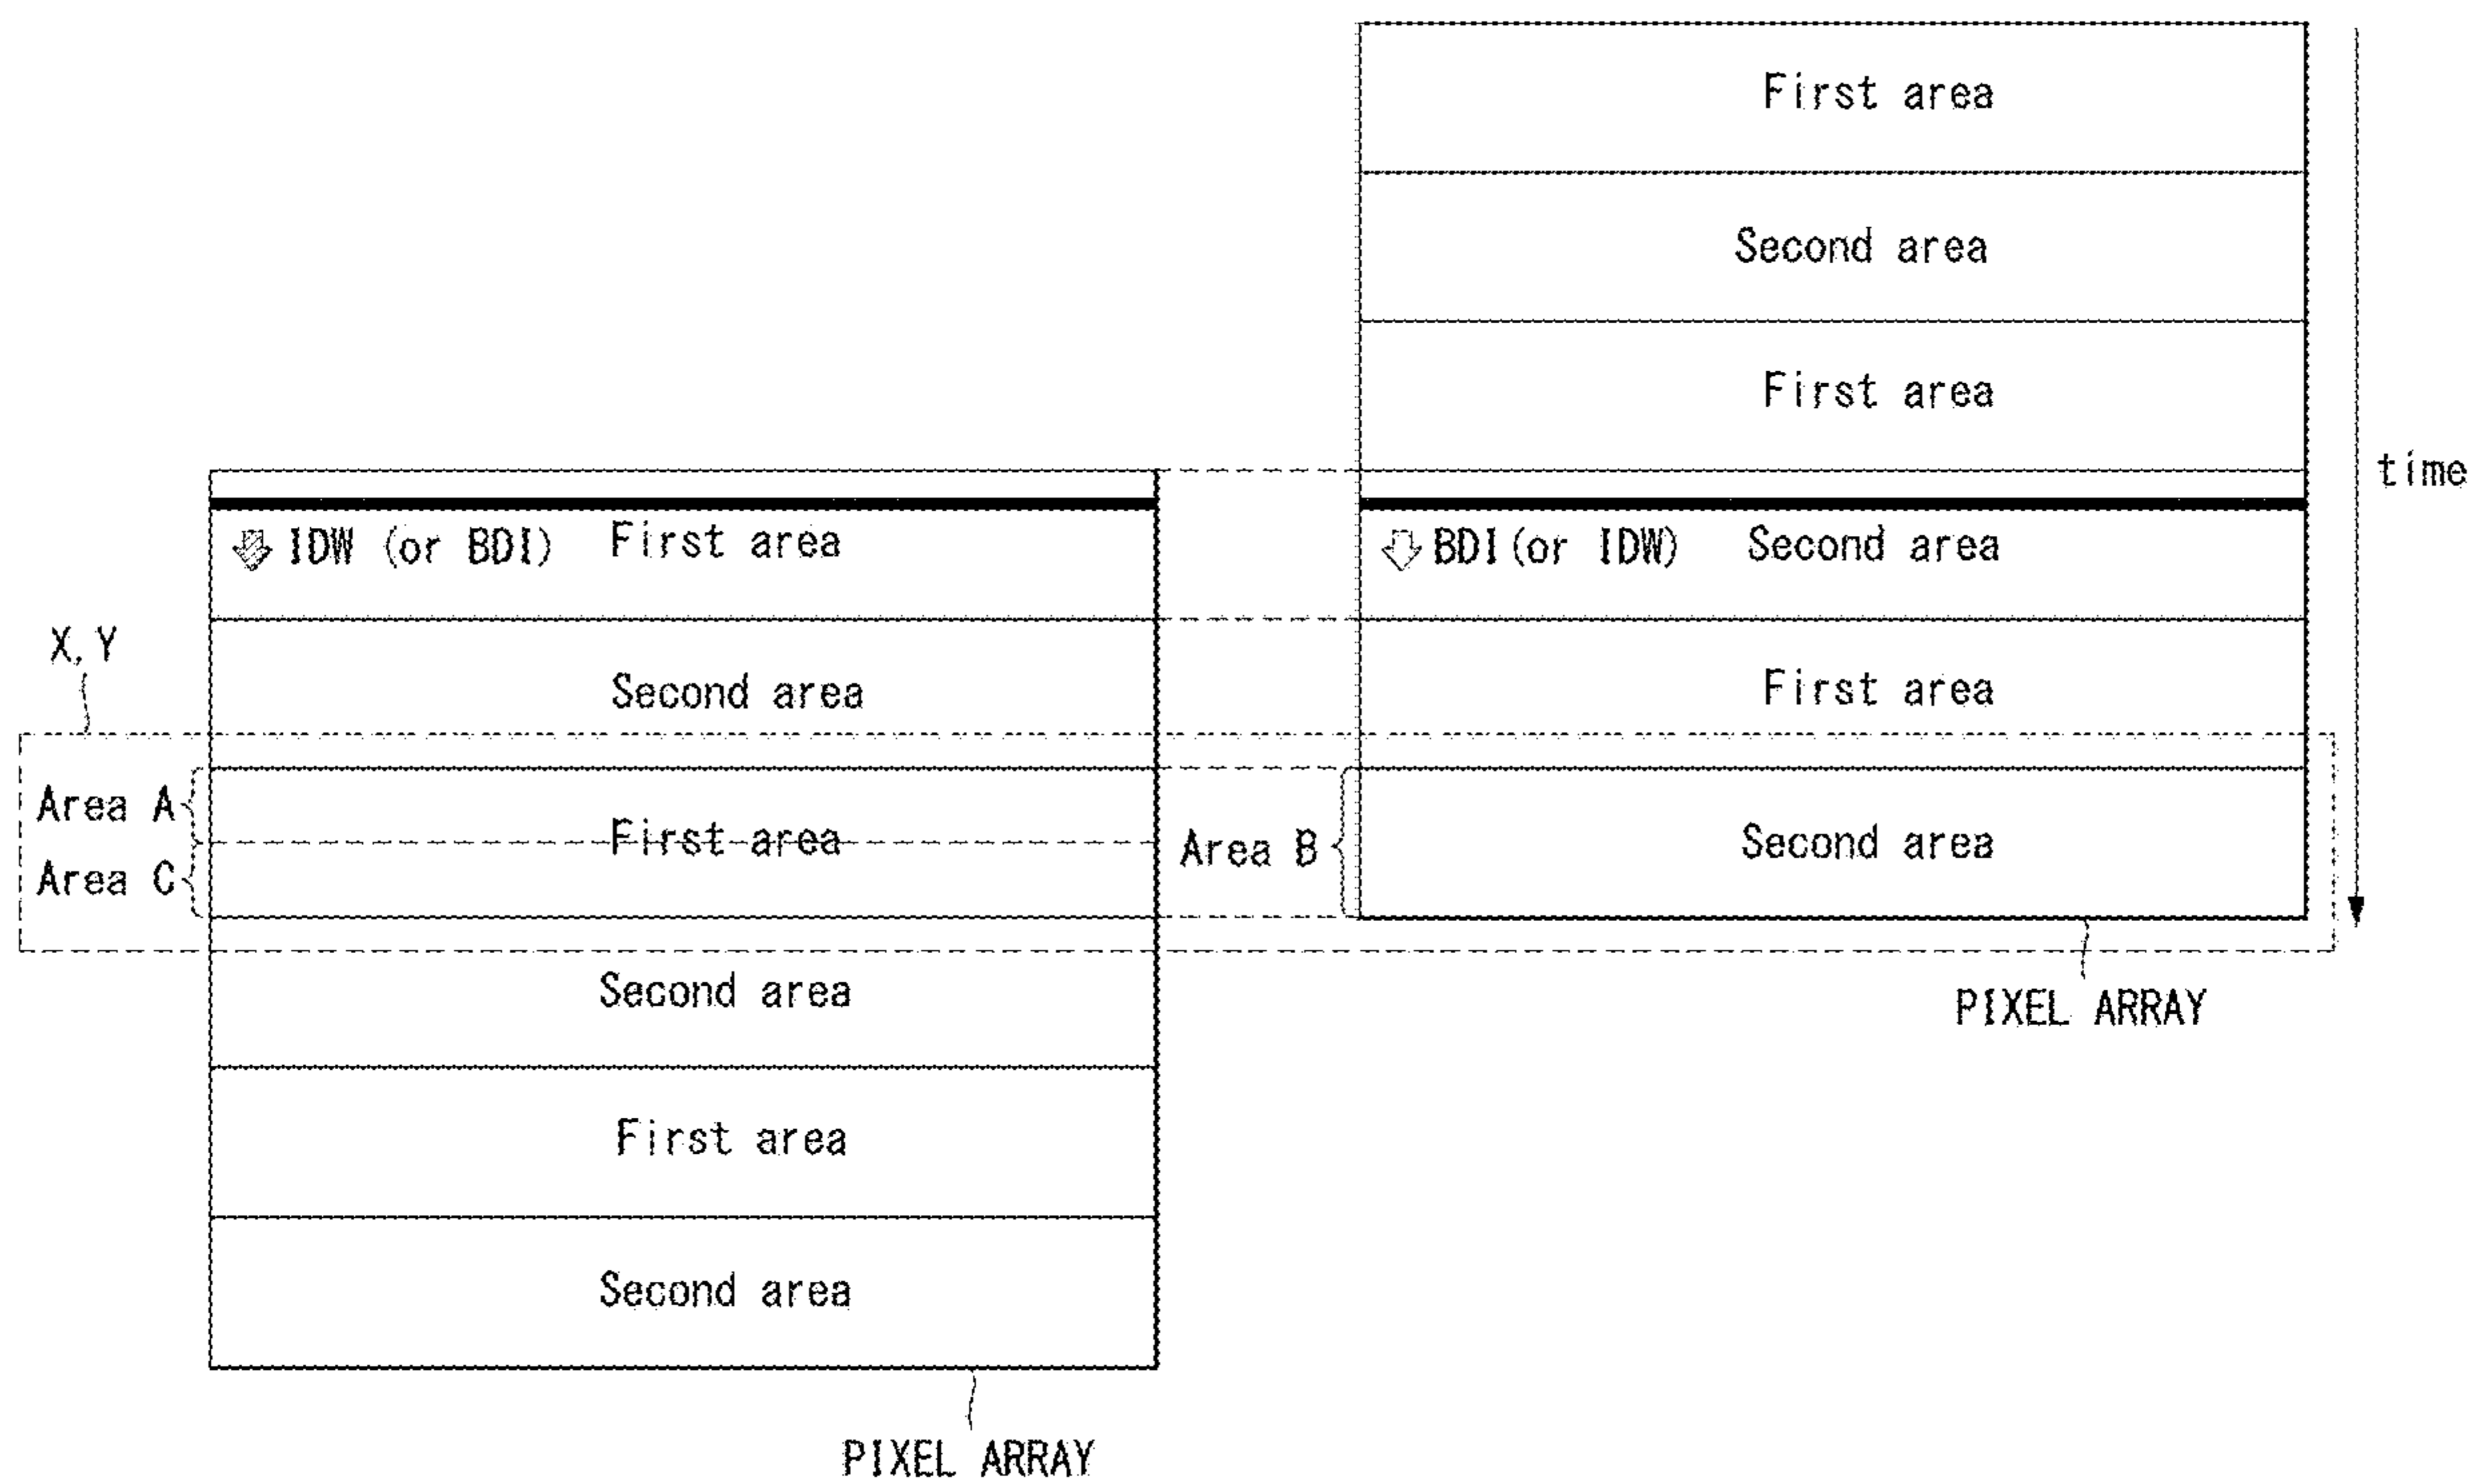 First area
Second area
First area
time
IDW (or BDI) First area
BDI(or IDW) Second area
X, Y
Second area
First area
Area A
First area
Area C
Area B
Second area
Second area
PIXEL ARRAY
First area
Second area
PIXEL ARRAY